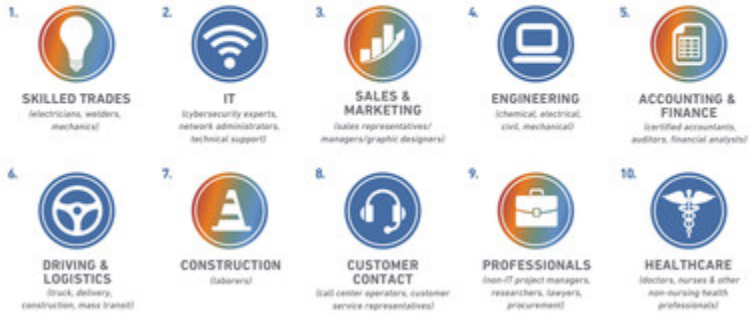 1.
SKILLED TRADES
(electricians, welders,
mechanics)
2.
IT
(cybersecurity experts,
network administrators,
technical support)
3.
SALES &
MARKETING
(sales representatives/
managers/graphic designers)
4.
ENGINEERING
(chemical, electrical,
civil, mechanical)
5.
ACCOUNTING &
FINANCE
(certified accountants,
auditors, financial analysts)
6.
DRIVING &
LOGISTICS
(truck, delivery,
construction, mass transit)
7.
CONSTRUCTION
(laborers)
8.
CUSTOMER
CONTACT
(call center operators, customer
service representatives)
9.
PROFESSIONALS
(non-IT project managers,
researchers, lawyers,
procurement)
10.
HEALTHCARE
(doctors, nurses & other
non-nursing health
professionals)